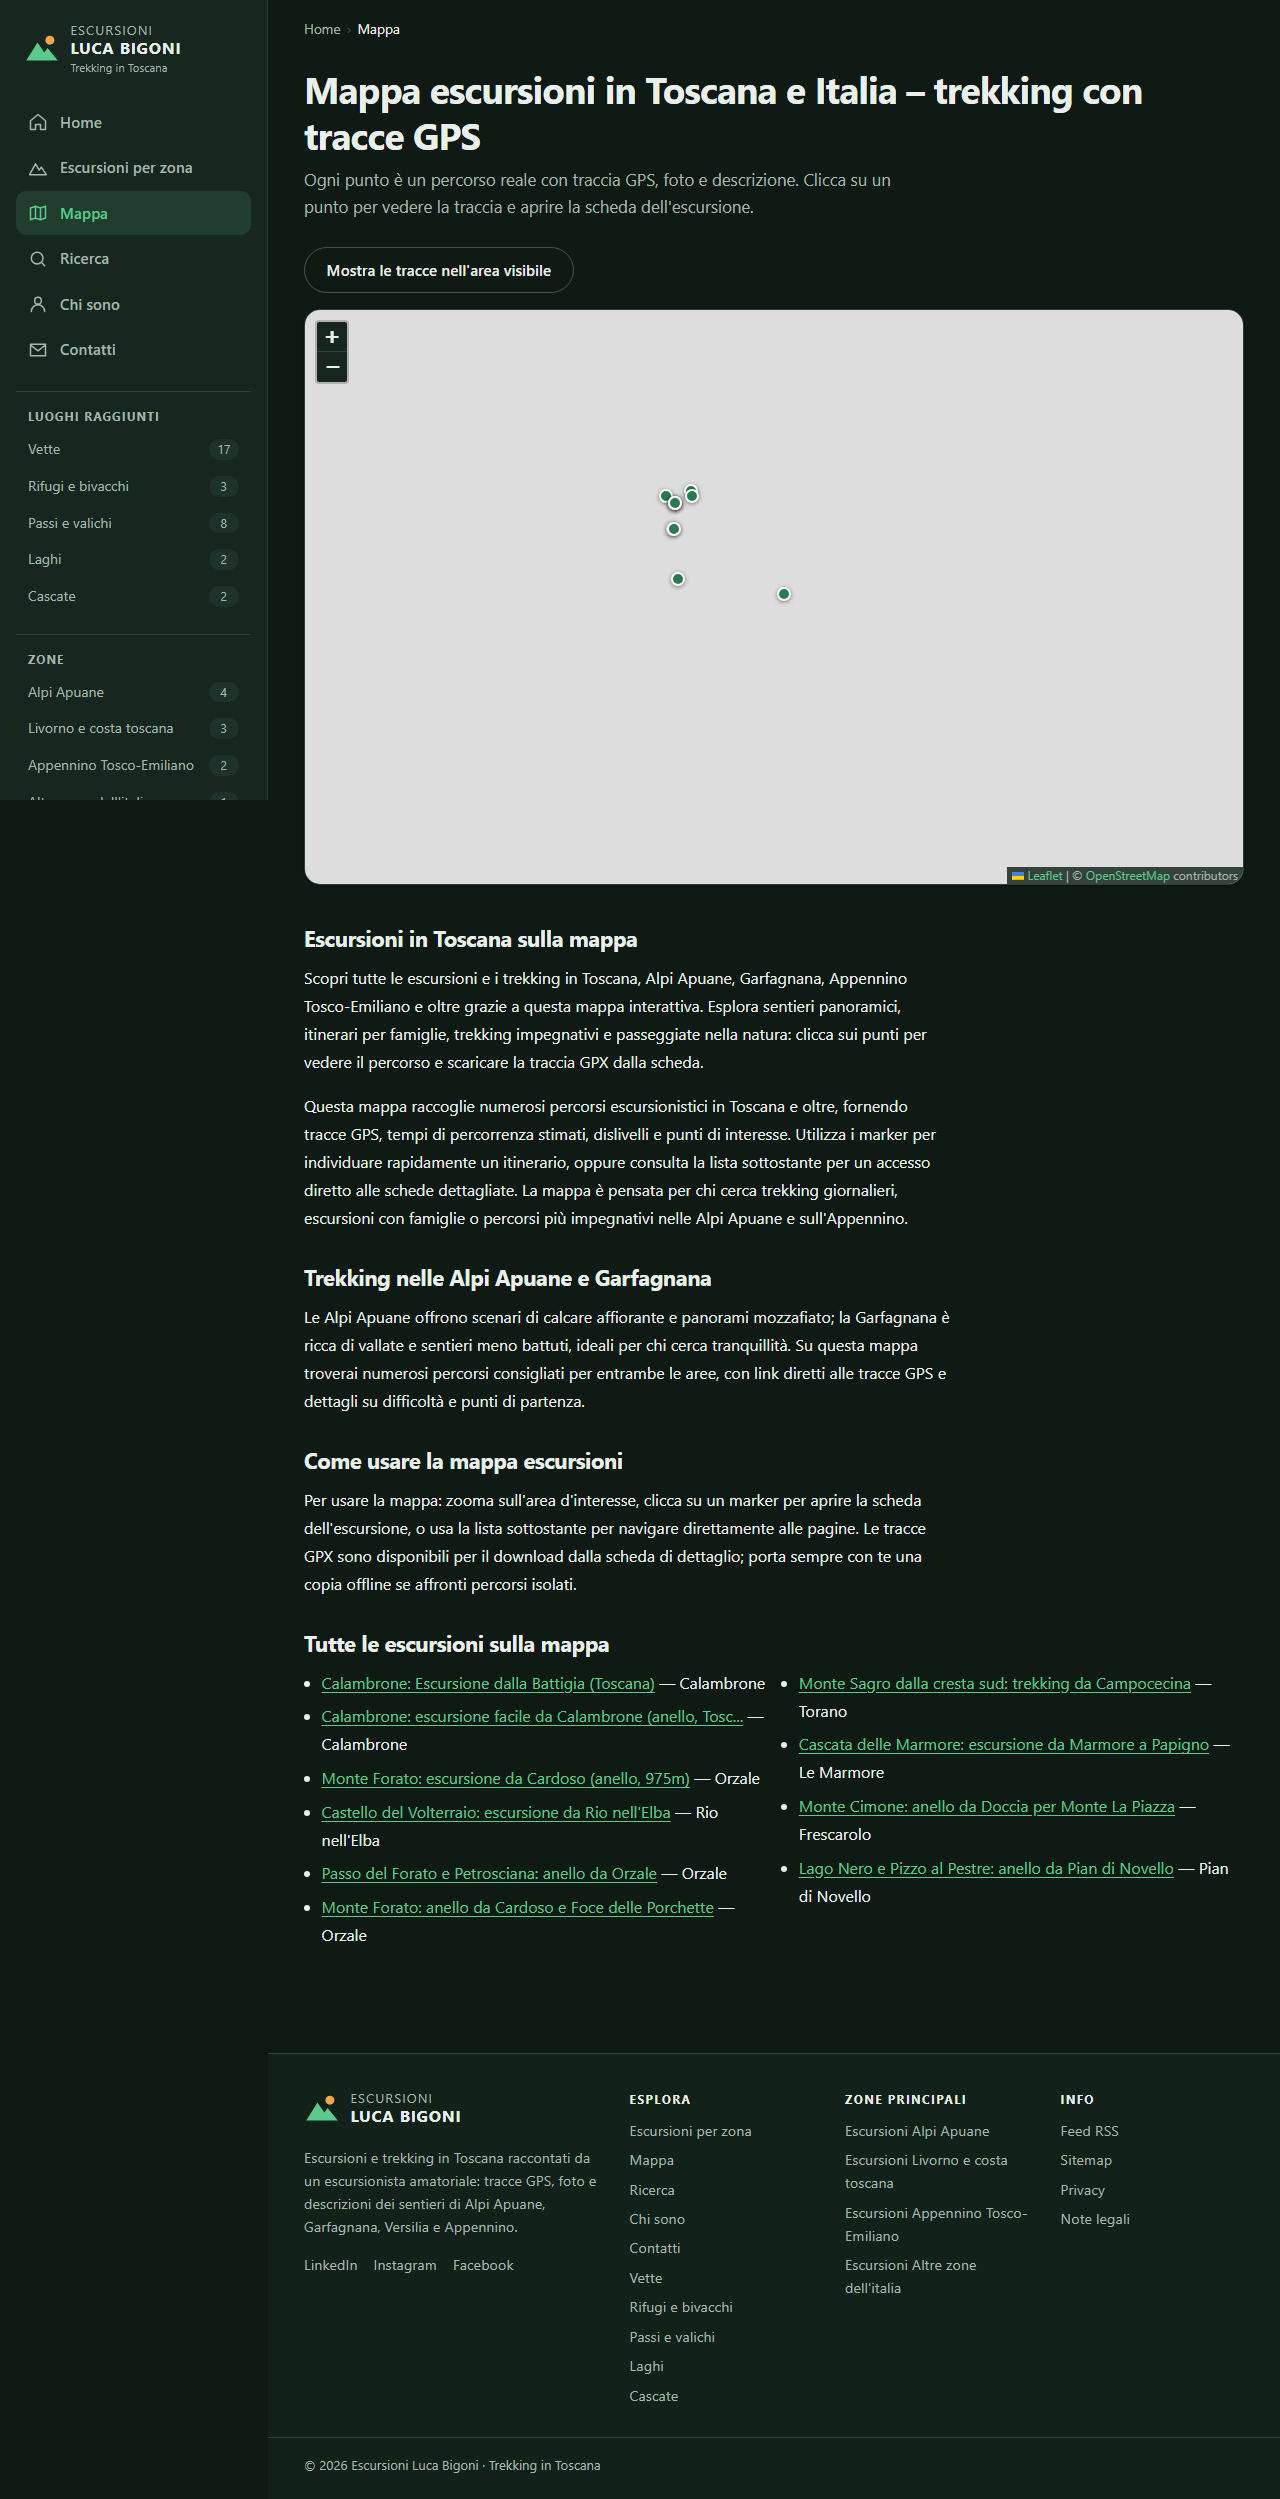 ESCURSIONI
LUCA BIGONI
Trekking in Toscana
Home
Escursioni per zona
Mappa
Ricerca
Chi sono
Contatti
LUOGHI RAGGIUNTI
Vette 17
Rifugi e bivacchi 3
Passi e valichi 8
Laghi 2
Cascate 2
ZONE
Alpi Apuane 4
Livorno e costa toscana 3
Appennino Tosco-Emiliano 2
Home › Mappa
Mappa escursioni in Toscana e Italia – trekking con
tracce GPS
Ogni punto è un percorso reale con traccia GPS, foto e descrizione. Clicca su un
punto per vedere la traccia e aprire la scheda dell'escursione.
Mostra le tracce nell'area visibile
+
−
Leaflet | © OpenStreetMap contributors
Escursioni in Toscana sulla mappa
Scopri tutte le escursioni e i trekking in Toscana, Alpi Apuane, Garfagnana, Appennino
Tosco-Emiliano e oltre grazie a questa mappa interattiva. Esplora sentieri panoramici,
itinerari per famiglie, trekking impegnativi e passeggiate nella natura: clicca sui punti per
vedere il percorso e scaricare la traccia GPX dalla scheda.
Questa mappa raccoglie numerosi percorsi escursionistici in Toscana e oltre, fornendo
tracce GPS, tempi di percorrenza stimati, dislivelli e punti di interesse. Utilizza i marker per
individuare rapidamente un itinerario, oppure consulta la lista sottostante per un accesso
diretto alle schede dettagliate. La mappa è pensata per chi cerca trekking giornalieri,
escursioni con famiglie o percorsi più impegnativi nelle Alpi Apuane e sull'Appennino.
Trekking nelle Alpi Apuane e Garfagnana
Le Alpi Apuane offrono scenari di calcare affiorante e panorami mozzafiato; la Garfagnana è
ricca di vallate e sentieri meno battuti, ideali per chi cerca tranquillità. Su questa mappa
troverai numerosi percorsi consigliati per entrambe le aree, con link diretti alle tracce GPS e
dettagli su difficoltà e punti di partenza.
Come usare la mappa escursioni
Per usare la mappa: zooma sull'area d'interesse, clicca su un marker per aprire la scheda
dell'escursione, o usa la lista sottostante per navigare direttamente alle pagine. Le tracce
GPX sono disponibili per il download dalla scheda di dettaglio; porta sempre con te una
copia offline se affronti percorsi isolati.
Tutte le escursioni sulla mappa
Calambrone: Escursione dalla Battigia (Toscana) — Calambrone
Calambrone: escursione facile da Calambrone (anello, Tosc... —
Calambrone
Monte Forato: escursione da Cardoso (anello, 975m) — Orzale
Castello del Volterraio: escursione da Rio nell'Elba — Rio
nell'Elba
Passo del Forato e Petrosciana: anello da Orzale — Orzale
Monte Forato: anello da Cardoso e Foce delle Porchette —
Orzale
Monte Sagro dalla cresta sud: trekking da Campocecina —
Torano
Cascata delle Marmore: escursione da Marmore a Papigno —
Le Marmore
Monte Cimone: anello da Doccia per Monte La Piazza —
Frescarolo
Lago Nero e Pizzo al Pestre: anello da Pian di Novello — Pian
di Novello
ESCURSIONI
LUCA BIGONI
Escursioni e trekking in Toscana raccontati da
un escursionista amatoriale: tracce GPS, foto e
descrizioni dei sentieri di Alpi Apuane,
Garfagnana, Versilia e Appennino.
LinkedIn Instagram Facebook
ESPLORA
Escursioni per zona
Mappa
Ricerca
Chi sono
Contatti
Vette
Rifugi e bivacchi
Passi e valichi
Laghi
Cascate
ZONE PRINCIPALI
Escursioni Alpi Apuane
Escursioni Livorno e costa
toscana
Escursioni Appennino Tosco-
Emiliano
Escursioni Altre zone
dell'italia
INFO
Feed RSS
Sitemap
Privacy
Note legali
© 2026 Escursioni Luca Bigoni · Trekking in Toscana